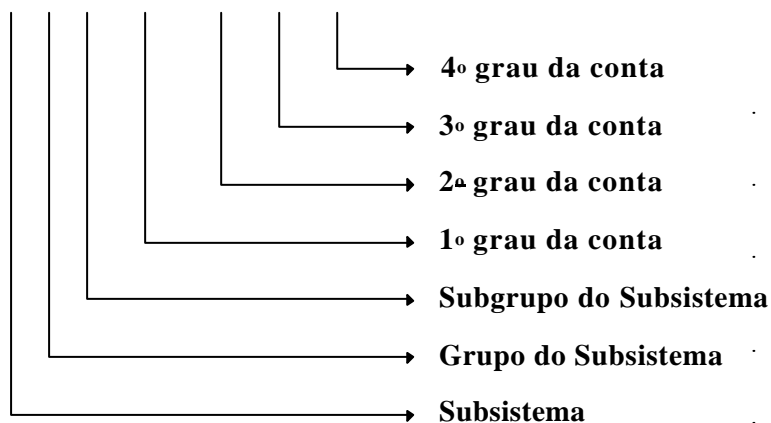 4º grau da conta
3º grau da conta
2º grau da conta
1º grau da conta
Subgrupo do Subsistema
Grupo do Subsistema
Subsistema